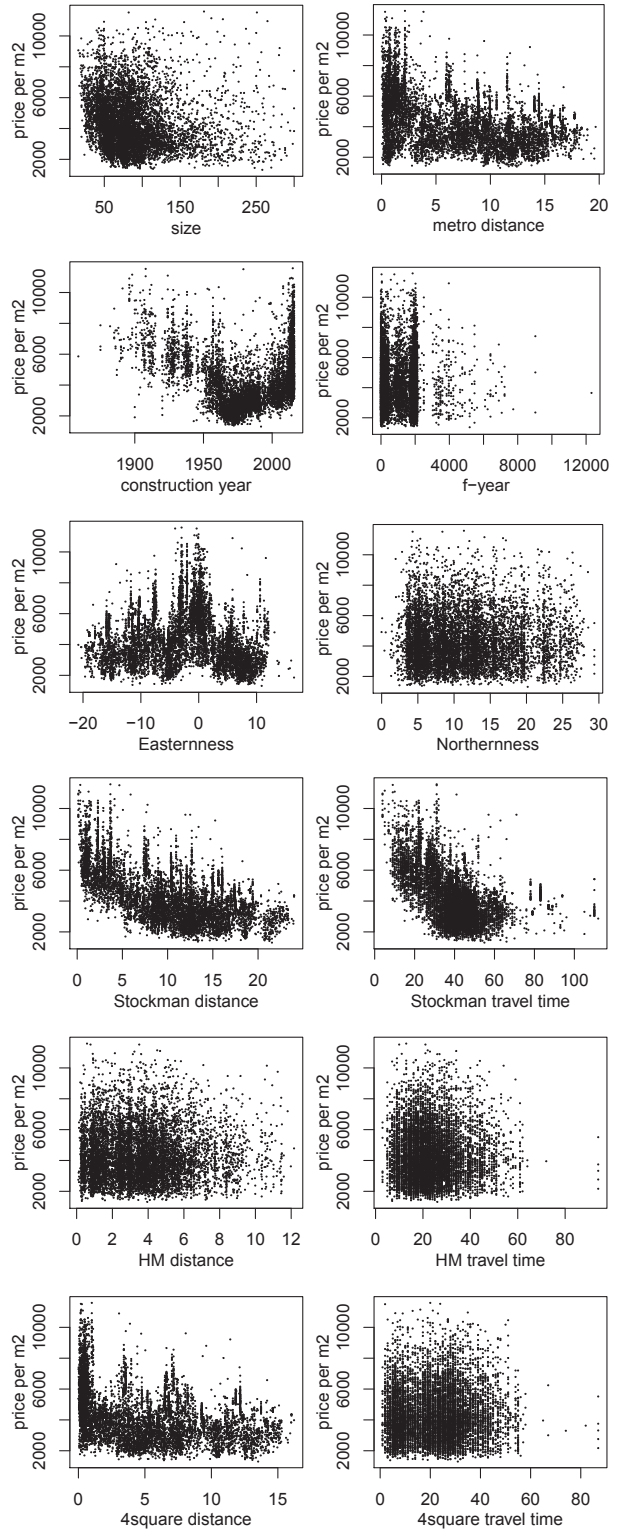 price per m2
2000 6000 10000
50 150 250
size
price per m2
2000 6000 10000
0 5 10 15 20
metro distance
price per m2
2000 6000 10000
1900 1950 2000
construction year
price per m2
2000 6000 10000
0 4000 8000 12000
f−year
price per m2
2000 6000 10000
−20 −10 0 10
Easternness
price per m2
2000 6000 10000
0 5 10 15 20 25 30
Northernness
price per m2
2000 6000 10000
0 5 10 15 20
Stockman distance
price per m2
2000 6000 10000
0 20 40 60 80 100
Stockman travel time
price per m2
2000 6000 10000
0 2 4 6 8 10 12
HM distance
price per m2
2000 6000 10000
0 20 40 60 80
HM travel time
price per m2
2000 6000 10000
0 5 10 15
4square distance
price per m2
2000 6000 10000
0 20 40 60 80
4square travel time